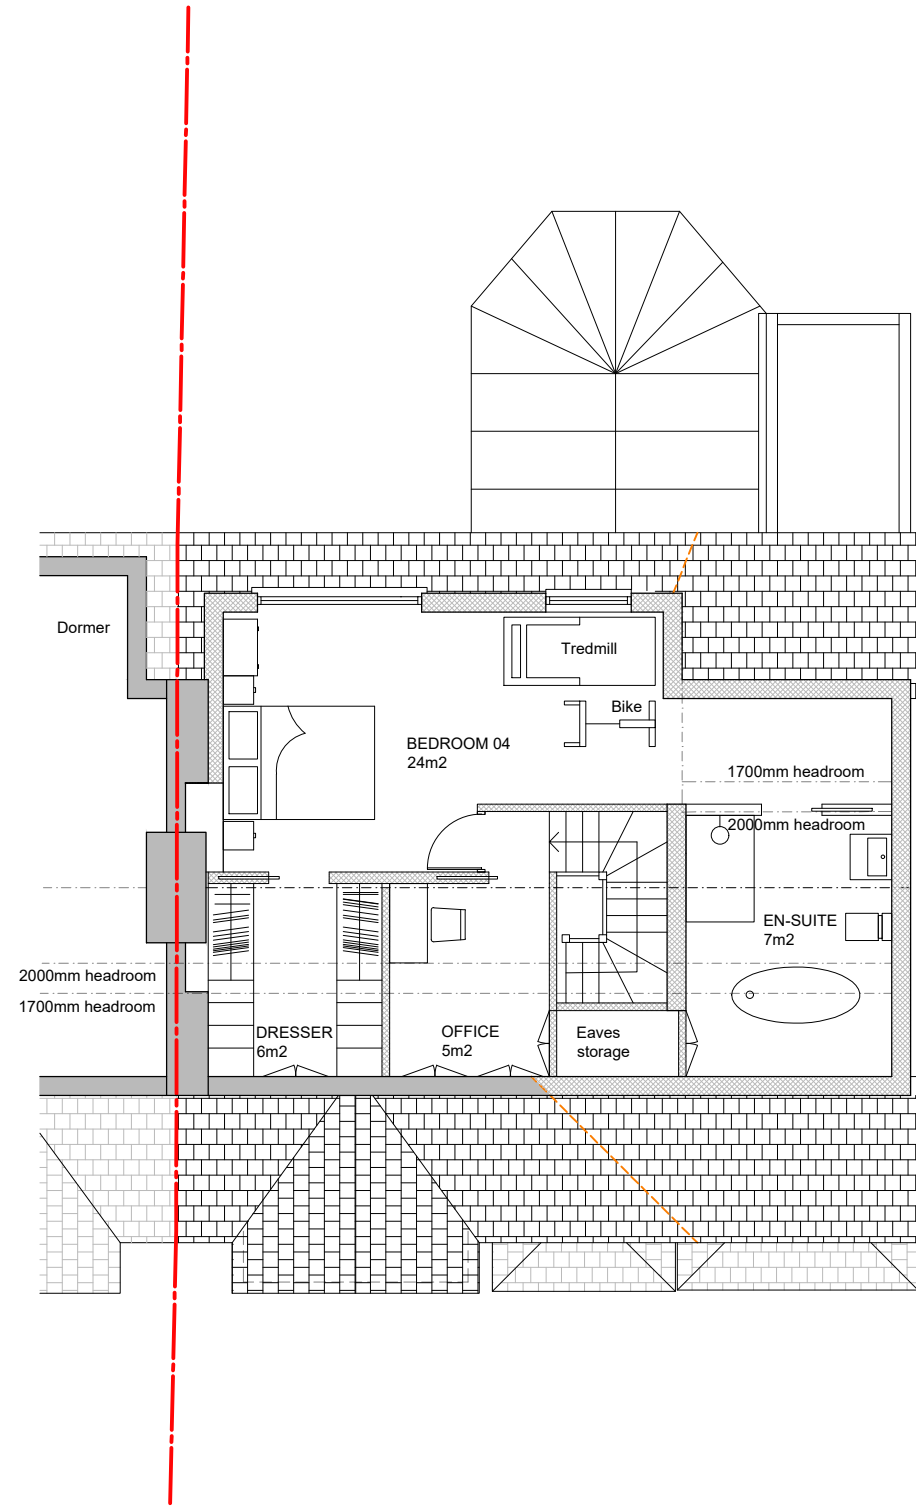 Dormer
Tredmill
Bike
BEDROOM 04
24m2
1700mm headroom
2000mm headroom
EN-SUITE
7m2
2000mm headroom
1700mm headroom
DRESSER
6m2
OFFICE
5m2
Eaves
storage